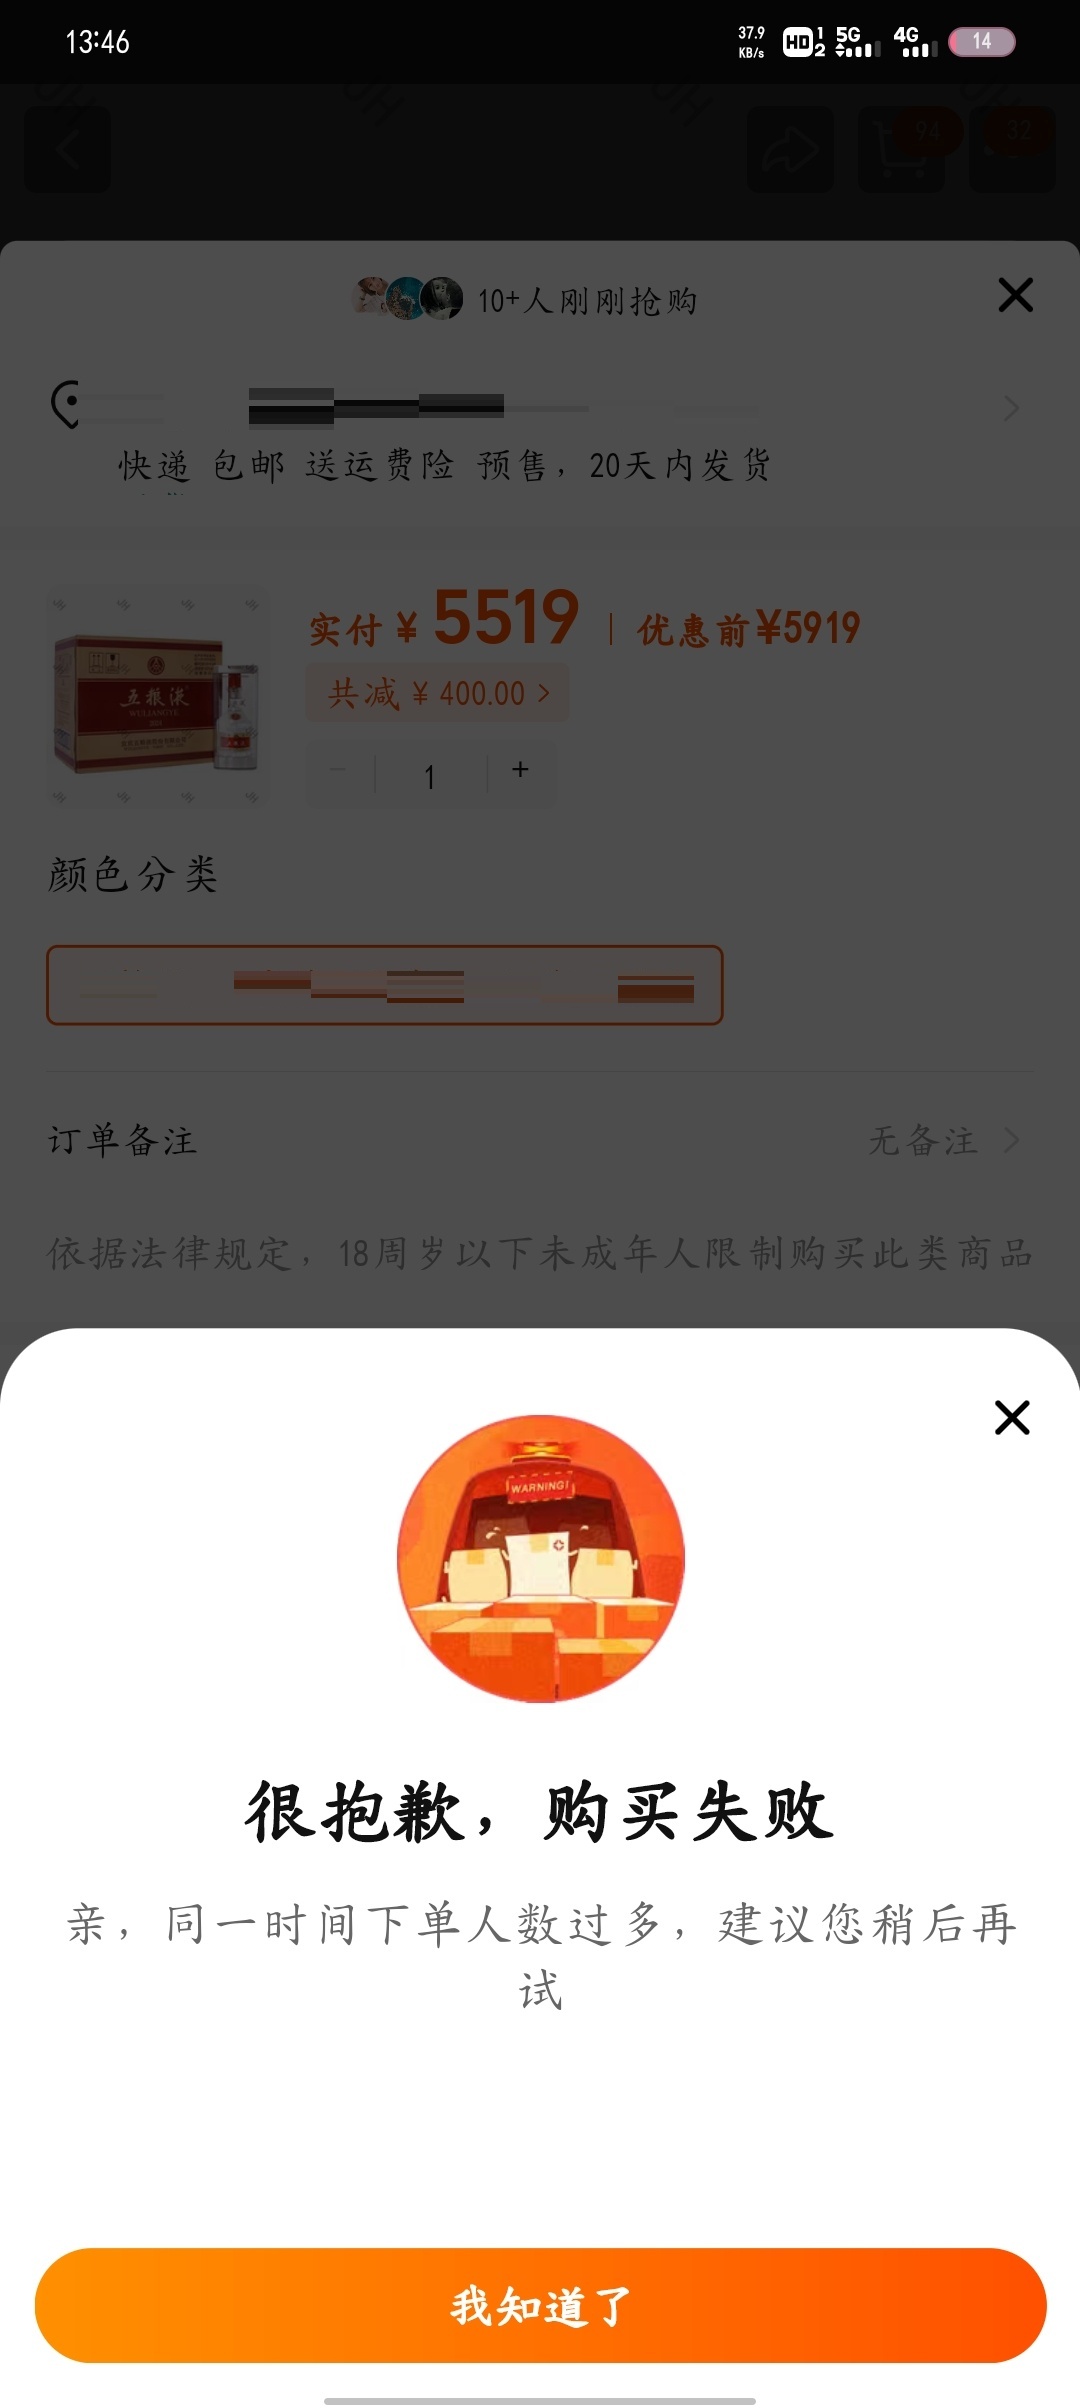 13:46
37.9 KB/s HD 1 2 5G 4G 14
94 32
10+人刚刚抢购
快递 包邮 送运费险 预售，20天内发货
五粮液
WULIANGYE
实付 ¥ 5519 | 优惠前¥5919
共减 ¥ 400.00 >
1 +
颜色分类
订单备注 无备注 >
依据法律规定，18周岁以下未成年人限制购买此类商品
WARNING!
很抱歉，购买失败
亲，同一时间下单人数过多，建议您稍后再
试
我知道了